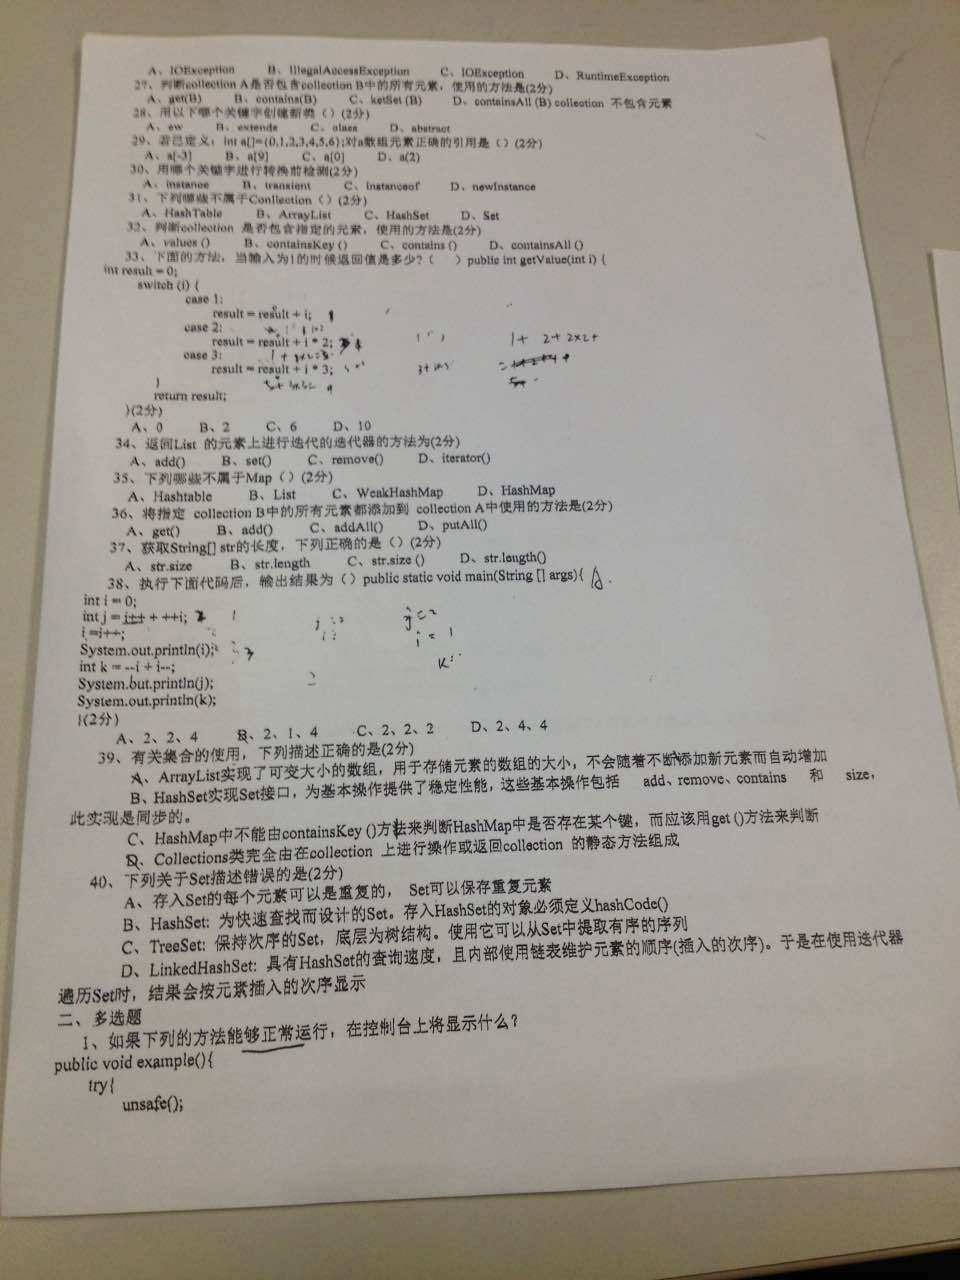 A、IOException B、IllegalAccessException C、IOException D、RuntimeException
27、判断collection A是否包含collection B中的所有元素，使用的方法是(2分)
A、get(B) B、contains(B) C、ketSet (B) D、containsAll (B) collection 不包含元素
28、用以下哪个关键字创建新类（）(2分)
A、ew B、extends C、class D、abstract
29、若已定义：int a[]={0,1,2,3,4,5,6};对a数组元素正确的引用是（）(2分)
A、a[-3] B、a[9] C、a[0] D、a(2)
30、用哪个关键字进行转换前检测(2分)
A、instance B、transient C、instanceof D、newInstance
31、下列哪些不属于Conllection（）(2分)
A、HashTable B、ArrayList C、HashSet D、Set
32、判断collection 是否包含指定的元素，使用的方法是(2分)
A、values () B、containsKey () C、contains () D、containsAll ()
33、下面的方法，当输入为1的时候返回值是多少?（ ）public int getValue(int i) {
int result = 0;
switch (i) {
case 1:
result = result + i; 1
case 2:
result = result + i * 2;
1+ 2+ 2x2+
case 3:
result = result + i * 3;
}
return result;
}(2分)
A、0 B、2 C、6 D、10
34、返回List 的元素上进行迭代的迭代器的方法为(2分)
A、add() B、set() C、remove() D、iterator()
35、下列哪些不属于Map（）(2分)
A、Hashtable B、List C、WeakHashMap D、HashMap
36、将指定 collection B中的所有元素都添加到 collection A中使用的方法是(2分)
A、get() B、add() C、addAll() D、putAll()
37、获取String[] str的长度，下列正确的是（）(2分)
A、str.size B、str.length C、str.size () D、str.length()
38、执行下面代码后，输出结果为（）public static void main(String [] args){ A.
int i = 0;
int j = i++ + ++i; 2
i =i++;
System.out.println(i);
int k = --i + i--;
System.out.println(j);
System.out.println(k);
}(2分)
A、2、2、4 B、2、1、4 C、2、2、2 D、2、4、4
39、有关集合的使用，下列描述正确的是(2分)
A、ArrayList实现了可变大小的数组，用于存储元素的数组的大小，不会随着不断添加新元素而自动增加
B、HashSet实现Set接口，为基本操作提供了稳定性能，这些基本操作包括 add、remove、contains 和 size，
此实现是同步的。
C、HashMap中不能由containsKey ()方法来判断HashMap中是否存在某个键，而应该用get ()方法来判断
D、Collections类完全由在collection 上进行操作或返回collection 的静态方法组成
40、下列关于Set描述错误的是(2分)
A、存入Set的每个元素可以是重复的， Set可以保存重复元素
B、HashSet: 为快速查找而设计的Set。存入HashSet的对象必须定义hashCode()
C、TreeSet: 保持次序的Set，底层为树结构。使用它可以从Set中提取有序的序列
D、LinkedHashSet: 具有HashSet的查询速度，且内部使用链表维护元素的顺序(插入的次序)。于是在使用迭代器
遍历Set时，结果会按元素插入的次序显示
二、多选题
1、如果下列的方法能够正常运行，在控制台上将显示什么？
public void example(){
try{
unsafe();